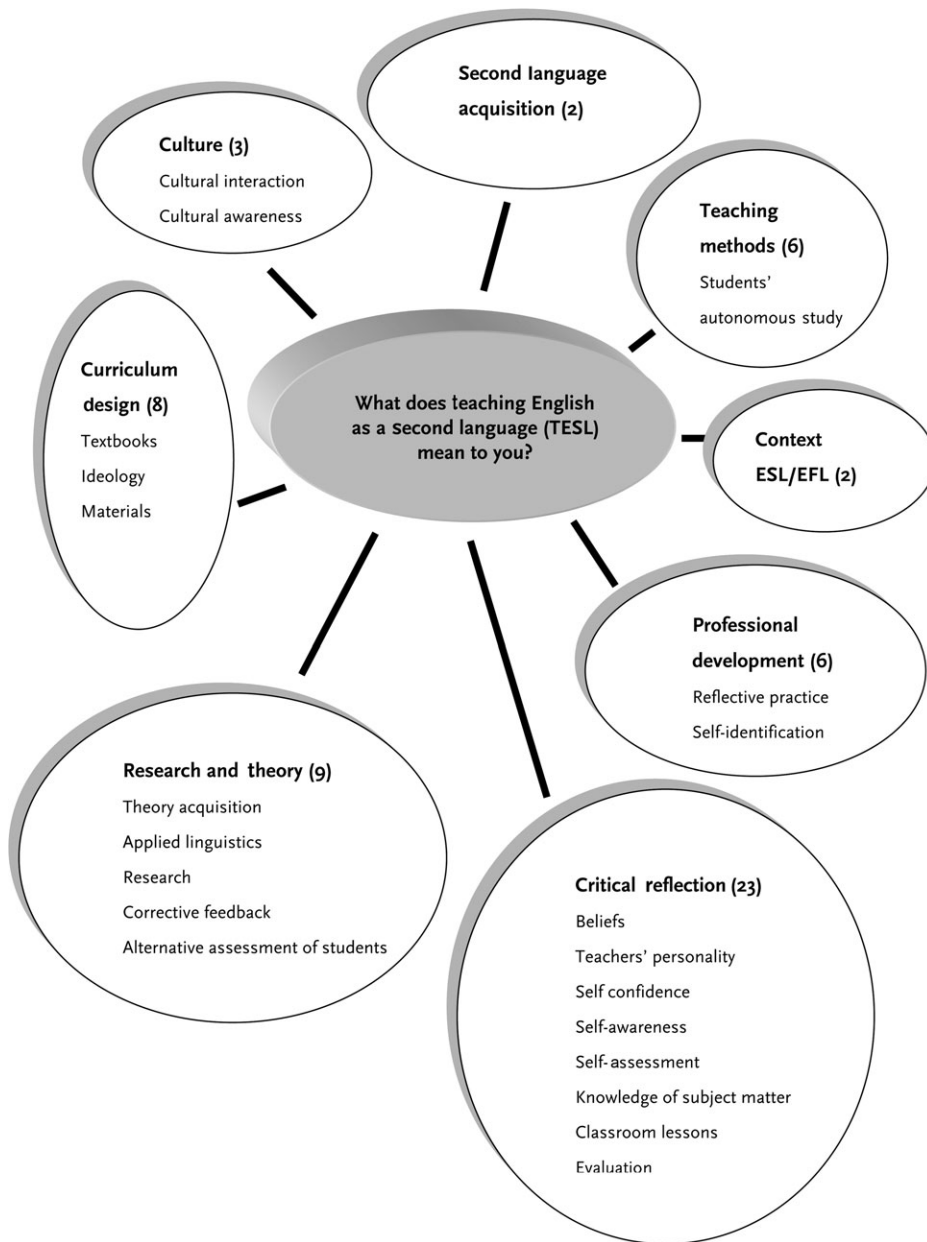 Second language
acquisition (2)
Culture (3)
Cultural interaction
Cultural awareness
Teaching
methods (6)
Students’
autonomous study
Curriculum
design (8)
Textbooks
Ideology
Materials
What does teaching English
as a second language (TESL)
mean to you?
Context
ESL/EFL (2)
Professional
development (6)
Reflective practice
Self-identification
Research and theory (9)
Theory acquisition
Applied linguistics
Research
Corrective feedback
Alternative assessment of students
Critical reflection (23)
Beliefs
Teachers’ personality
Self confidence
Self-awareness
Self-assessment
Knowledge of subject matter
Classroom lessons
Evaluation